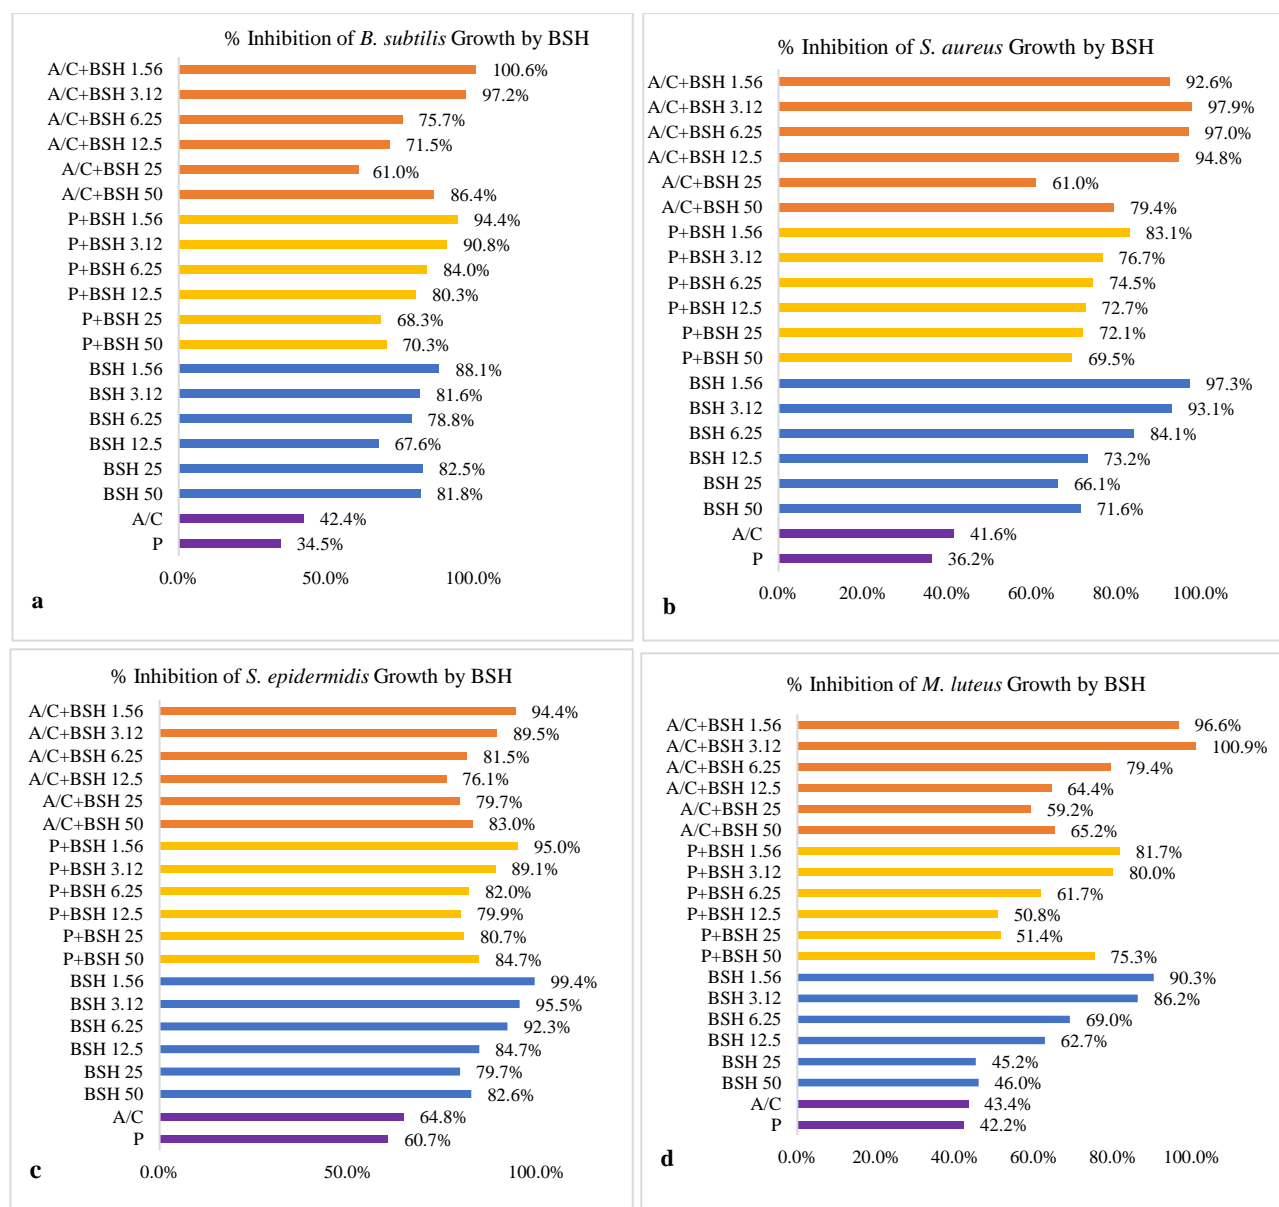 % Inhibition of B. subtilis Growth by BSH
A/C+BSH 1.56 100.6%
A/C+BSH 3.12 97.2%
A/C+BSH 6.25 75.7%
A/C+BSH 12.5 71.5%
A/C+BSH 25 61.0%
A/C+BSH 50 86.4%
P+BSH 1.56 94.4%
P+BSH 3.12 90.8%
P+BSH 6.25 84.0%
P+BSH 12.5 80.3%
P+BSH 25 68.3%
P+BSH 50 70.3%
BSH 1.56 88.1%
BSH 3.12 81.6%
BSH 6.25 78.8%
BSH 12.5 67.6%
BSH 25 82.5%
BSH 50 81.8%
A/C 42.4%
P 34.5%
0.0% 50.0% 100.0%
a
% Inhibition of S. aureus Growth by BSH
A/C+BSH 1.56 92.6%
A/C+BSH 3.12 97.9%
A/C+BSH 6.25 97.0%
A/C+BSH 12.5 94.8%
A/C+BSH 25 61.0%
A/C+BSH 50 79.4%
P+BSH 1.56 83.1%
P+BSH 3.12 76.7%
P+BSH 6.25 74.5%
P+BSH 12.5 72.7%
P+BSH 25 72.1%
P+BSH 50 69.5%
BSH 1.56 97.3%
BSH 3.12 93.1%
BSH 6.25 84.1%
BSH 12.5 73.2%
BSH 25 66.1%
BSH 50 71.6%
A/C 41.6%
P 36.2%
0.0% 20.0% 40.0% 60.0% 80.0% 100.0%
b
% Inhibition of S. epidermidis Growth by BSH
A/C+BSH 1.56 94.4%
A/C+BSH 3.12 89.5%
A/C+BSH 6.25 81.5%
A/C+BSH 12.5 76.1%
A/C+BSH 25 79.7%
A/C+BSH 50 83.0%
P+BSH 1.56 95.0%
P+BSH 3.12 89.1%
P+BSH 6.25 82.0%
P+BSH 12.5 79.9%
P+BSH 25 80.7%
P+BSH 50 84.7%
BSH 1.56 99.4%
BSH 3.12 95.5%
BSH 6.25 92.3%
BSH 12.5 84.7%
BSH 25 79.7%
BSH 50 82.6%
A/C 64.8%
P 60.7%
0.0% 50.0% 100.0%
c
% Inhibition of M. luteus Growth by BSH
A/C+BSH 1.56 96.6%
A/C+BSH 3.12 100.9%
A/C+BSH 6.25 79.4%
A/C+BSH 12.5 64.4%
A/C+BSH 25 59.2%
A/C+BSH 50 65.2%
P+BSH 1.56 81.7%
P+BSH 3.12 80.0%
P+BSH 6.25 61.7%
P+BSH 12.5 50.8%
P+BSH 25 51.4%
P+BSH 50 75.3%
BSH 1.56 90.3%
BSH 3.12 86.2%
BSH 6.25 69.0%
BSH 12.5 62.7%
BSH 25 45.2%
BSH 50 46.0%
A/C 43.4%
P 42.2%
0.0% 20.0% 40.0% 60.0% 80.0% 100.0%
d